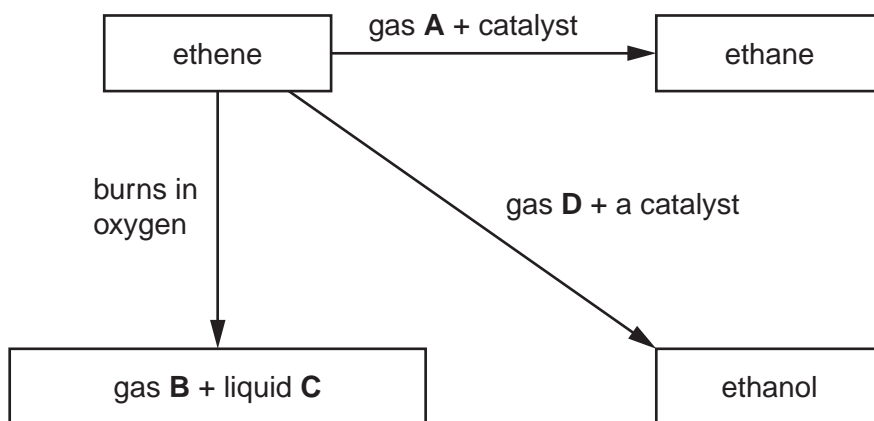 gas A + catalyst
ethene
ethane
burns in
oxygen
gas D + a catalyst
gas B + liquid C
ethanol